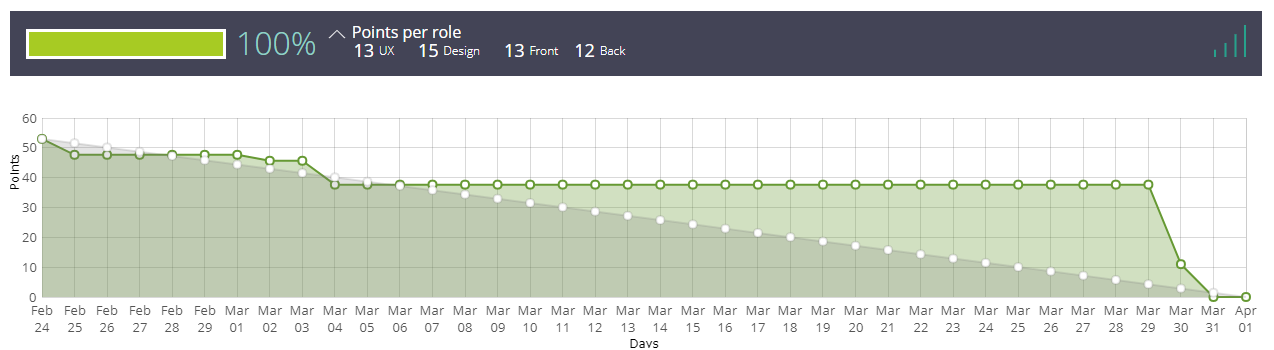 100%
Points per role
13 UX 15 Design 13 Front 12 Back
60
50
40
30
20
10
0
Points
Feb Feb Feb Feb Feb Feb Mar Mar Mar Mar Mar Mar Mar Mar Mar Mar Mar Mar Mar Mar Mar Mar Mar Mar Mar Mar Mar Mar Mar Mar Mar Mar Mar Mar Mar Mar Mar Apr
24 25 26 27 28 29 01 02 03 04 05 06 07 08 09 10 11 12 13 14 15 16 17 18 19 20 21 22 23 24 25 26 27 28 29 30 31 01
Days